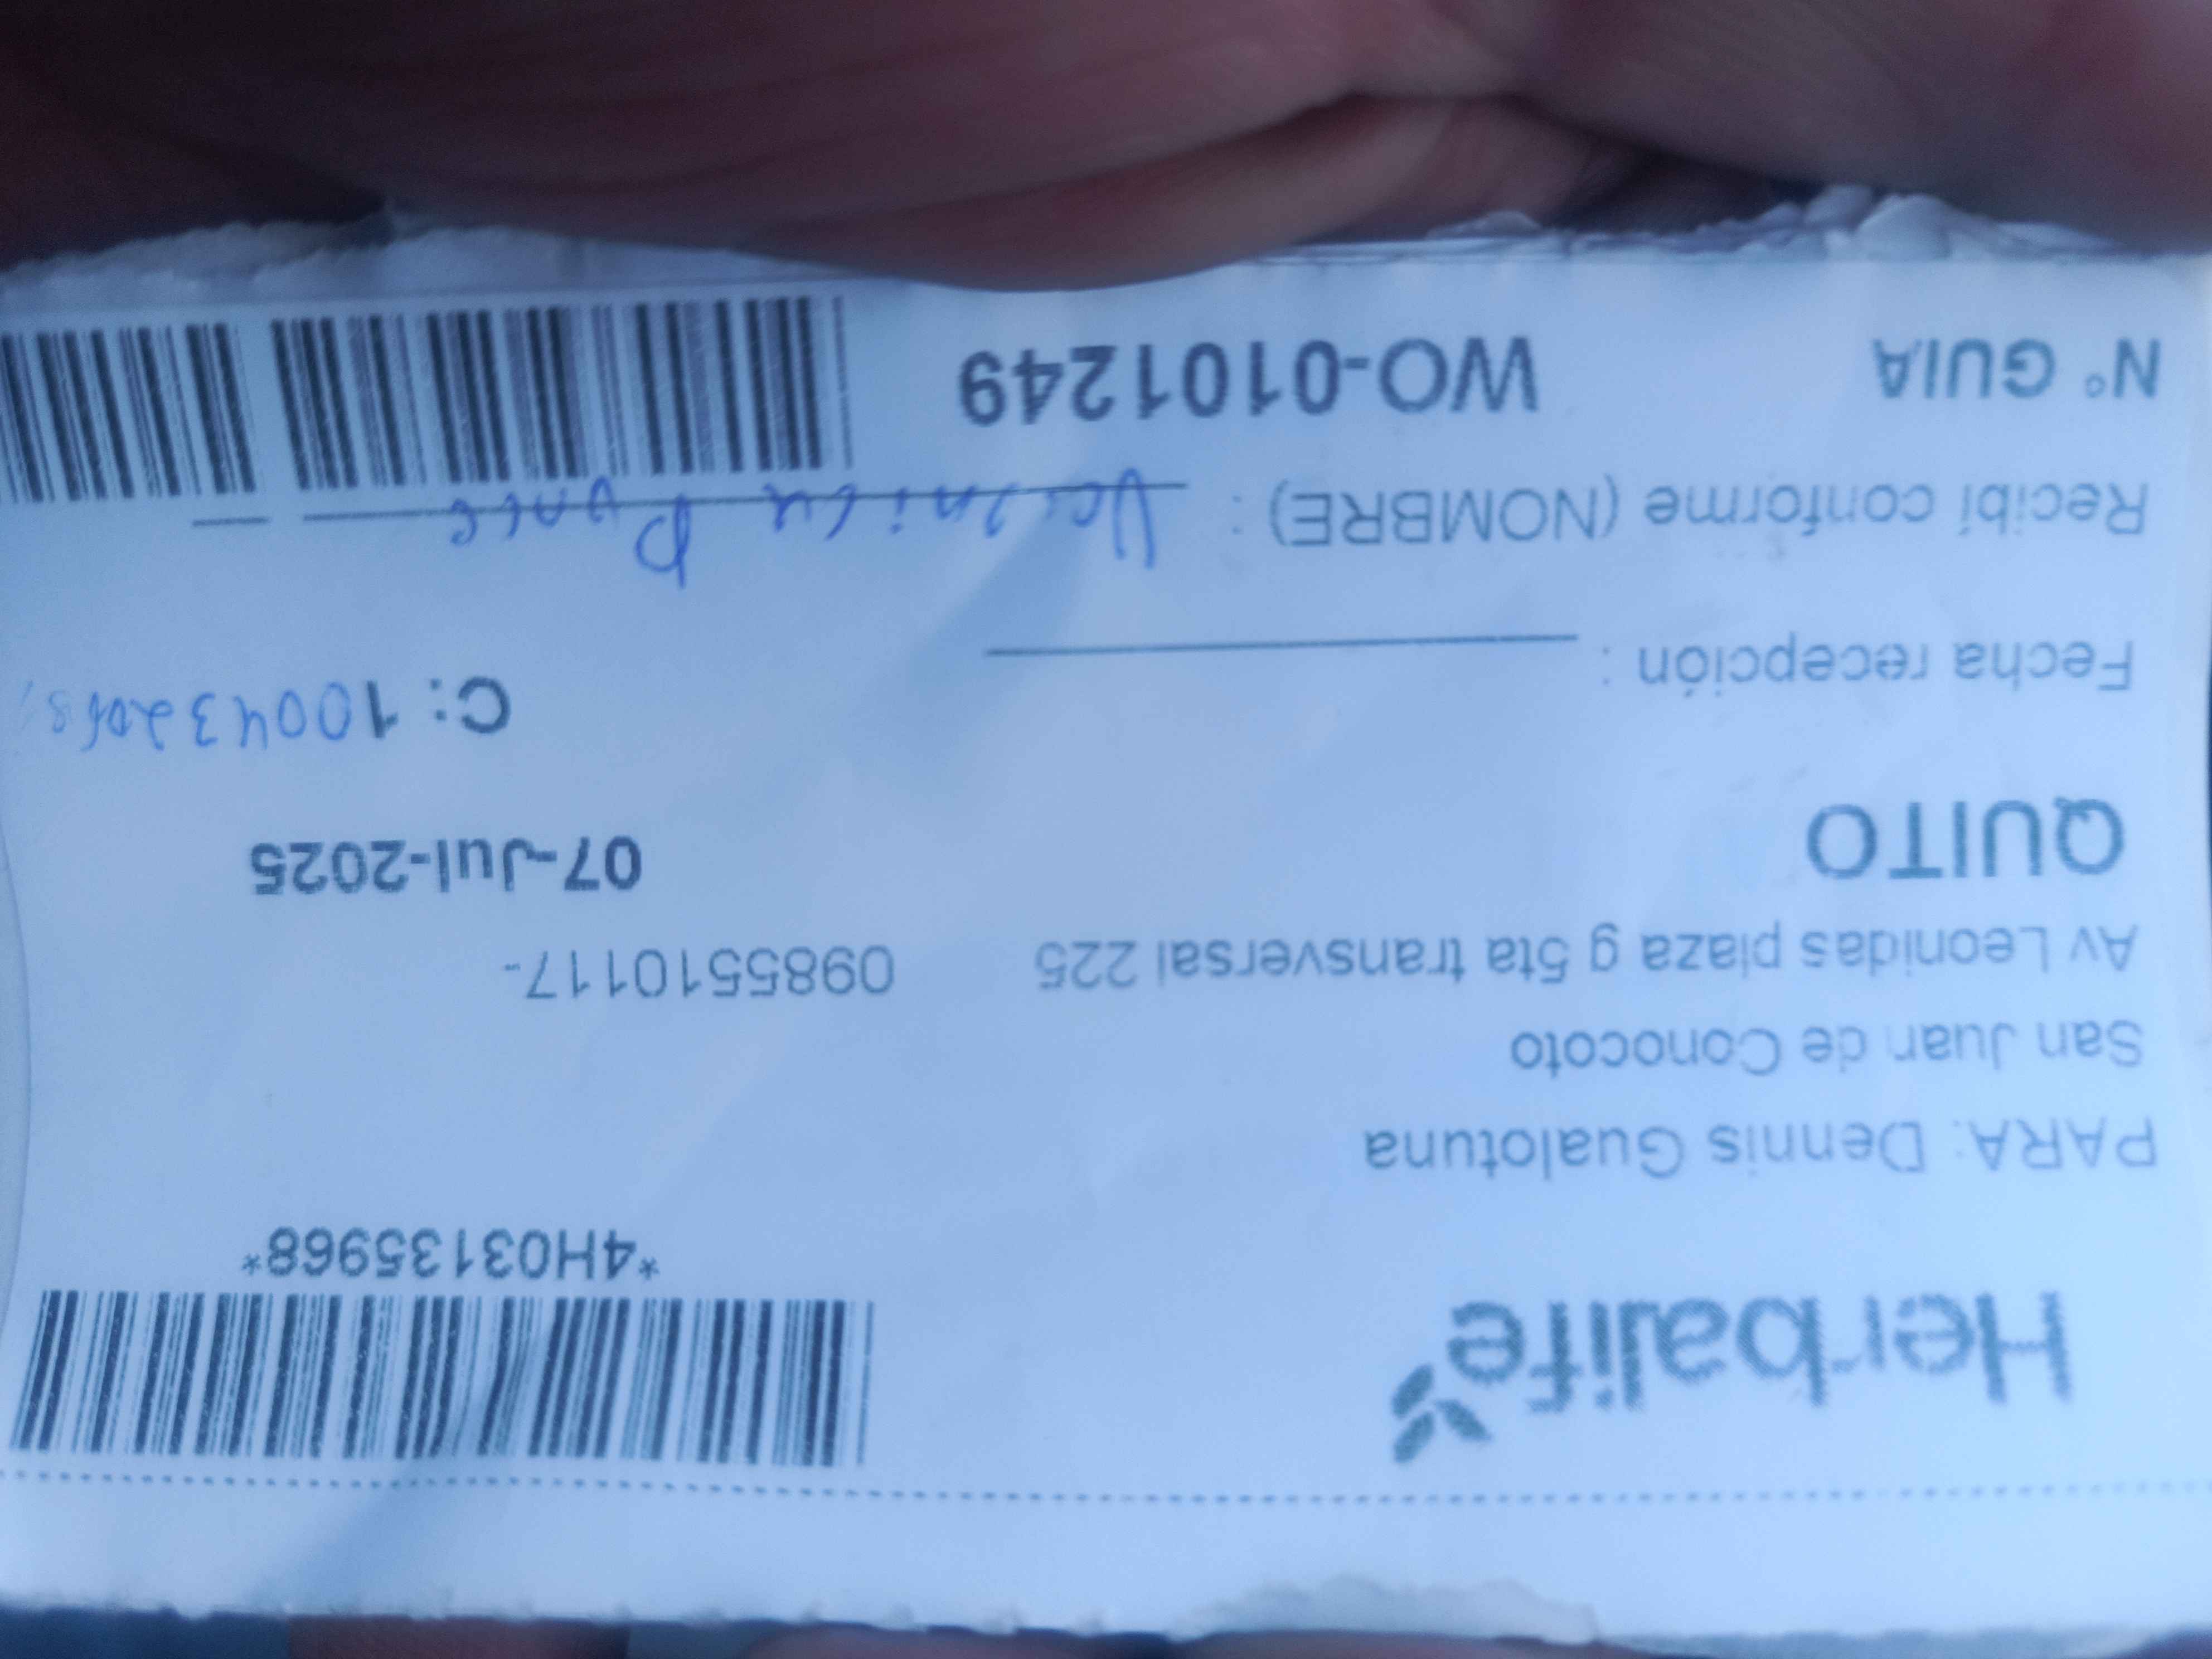 Herbalife
*4H03135968*
PARA: Dennis Gualotuna
San Juan de Conocoto
Av Leonidas plaza g 5ta transversal 225 0985510117-
QUITO 07-Jul-2025
Fecha recepción : C: 1
Recibí conforme (NOMBRE) :
N° GUIA WO-0101249